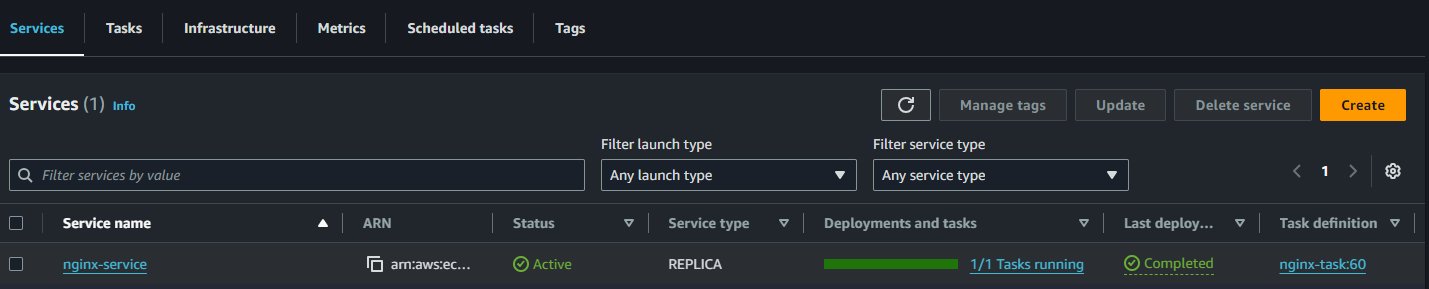 Services Tasks Infrastructure Metrics Scheduled tasks Tags
Services (1) Info Manage tags Update Delete service Create
Filter launch type Filter service type
Filter services by value Any launch type Any service type 1
Service name ARN Status Service type Deployments and tasks Last deploy... Task definition
nginx-service arn:aws:ec... Active REPLICA 1/1 Tasks running Completed nginx-task:60